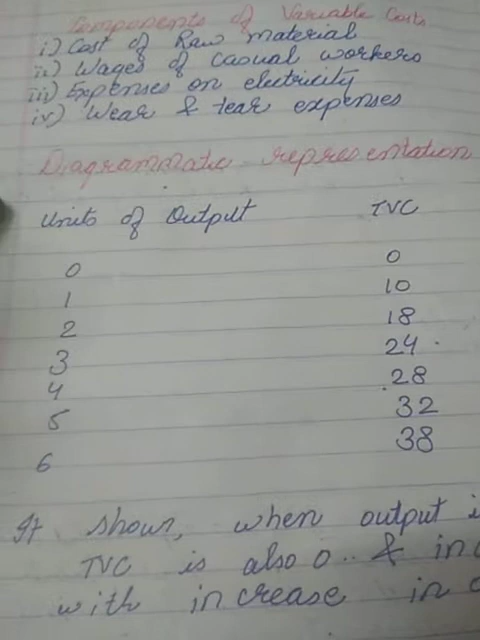 Components of Variable Costs
i) Cost of Raw material
ii) Wages of casual workers
iii) Expenses on electricity
iv) Wear & tear expenses
Diagrammatic representation
Units of Output TVC
0 0
1 10
2 18
3 24
4 28
5 32
6 38
It shows, when output
TVC is also 0 .. &
with increase in